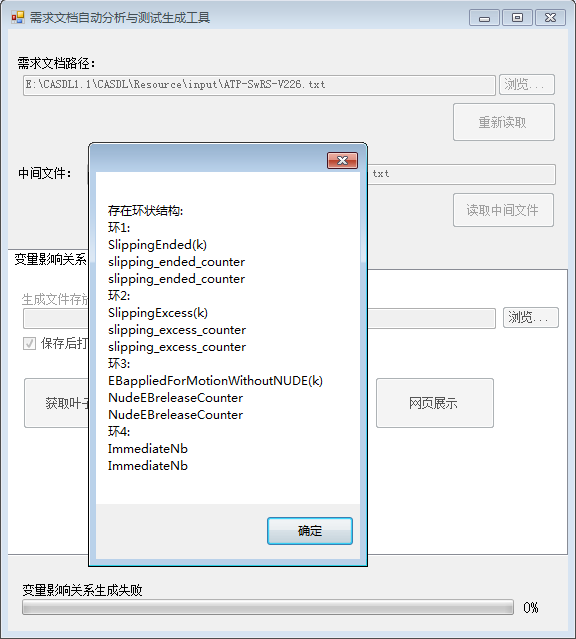 需求文档自动分析与测试生成工具
需求文档路径：
E:\CASDL1.1\CASDL\Resource\input\ATP-SwRS-V226.txt
浏览...
重新读取
中间文件：
txt
读取中间文件
变量影响关系
生成文件存放
浏览...
保存后打
获取叶子
网页展示
存在环状结构:
环1:
SlippingEnded(k)
slipping_ended_counter
slipping_ended_counter
环2:
SlippingExcess(k)
slipping_excess_counter
slipping_excess_counter
环3:
EBappliedForMotionWithoutNUDE(k)
NudeEBreleaseCounter
NudeEBreleaseCounter
环4:
ImmediateNb
ImmediateNb
确定
变量影响关系生成失败
0%